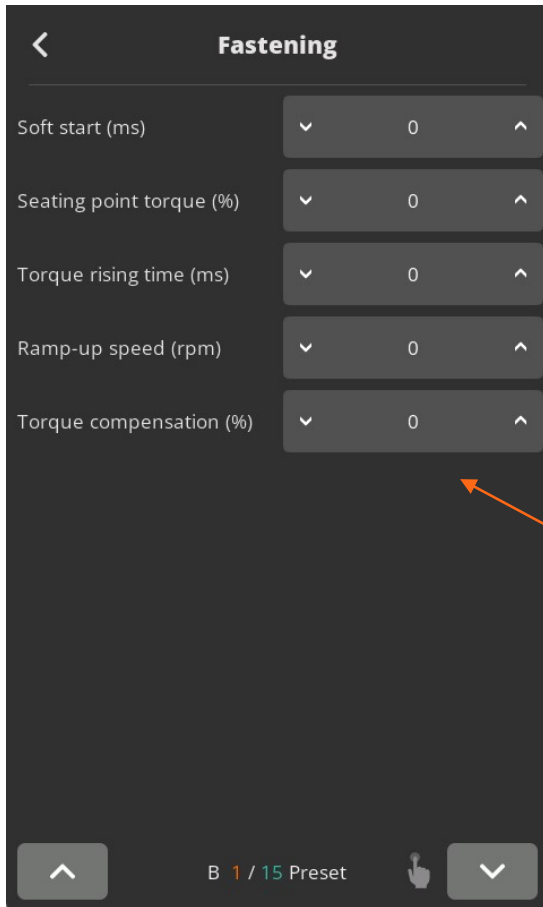 Fastening
Soft start (ms) 0
Seating point torque (%) 0
Torque rising time (ms) 0
Ramp-up speed (rpm) 0
Torque compensation (%) 0
B 1 / 15 Preset